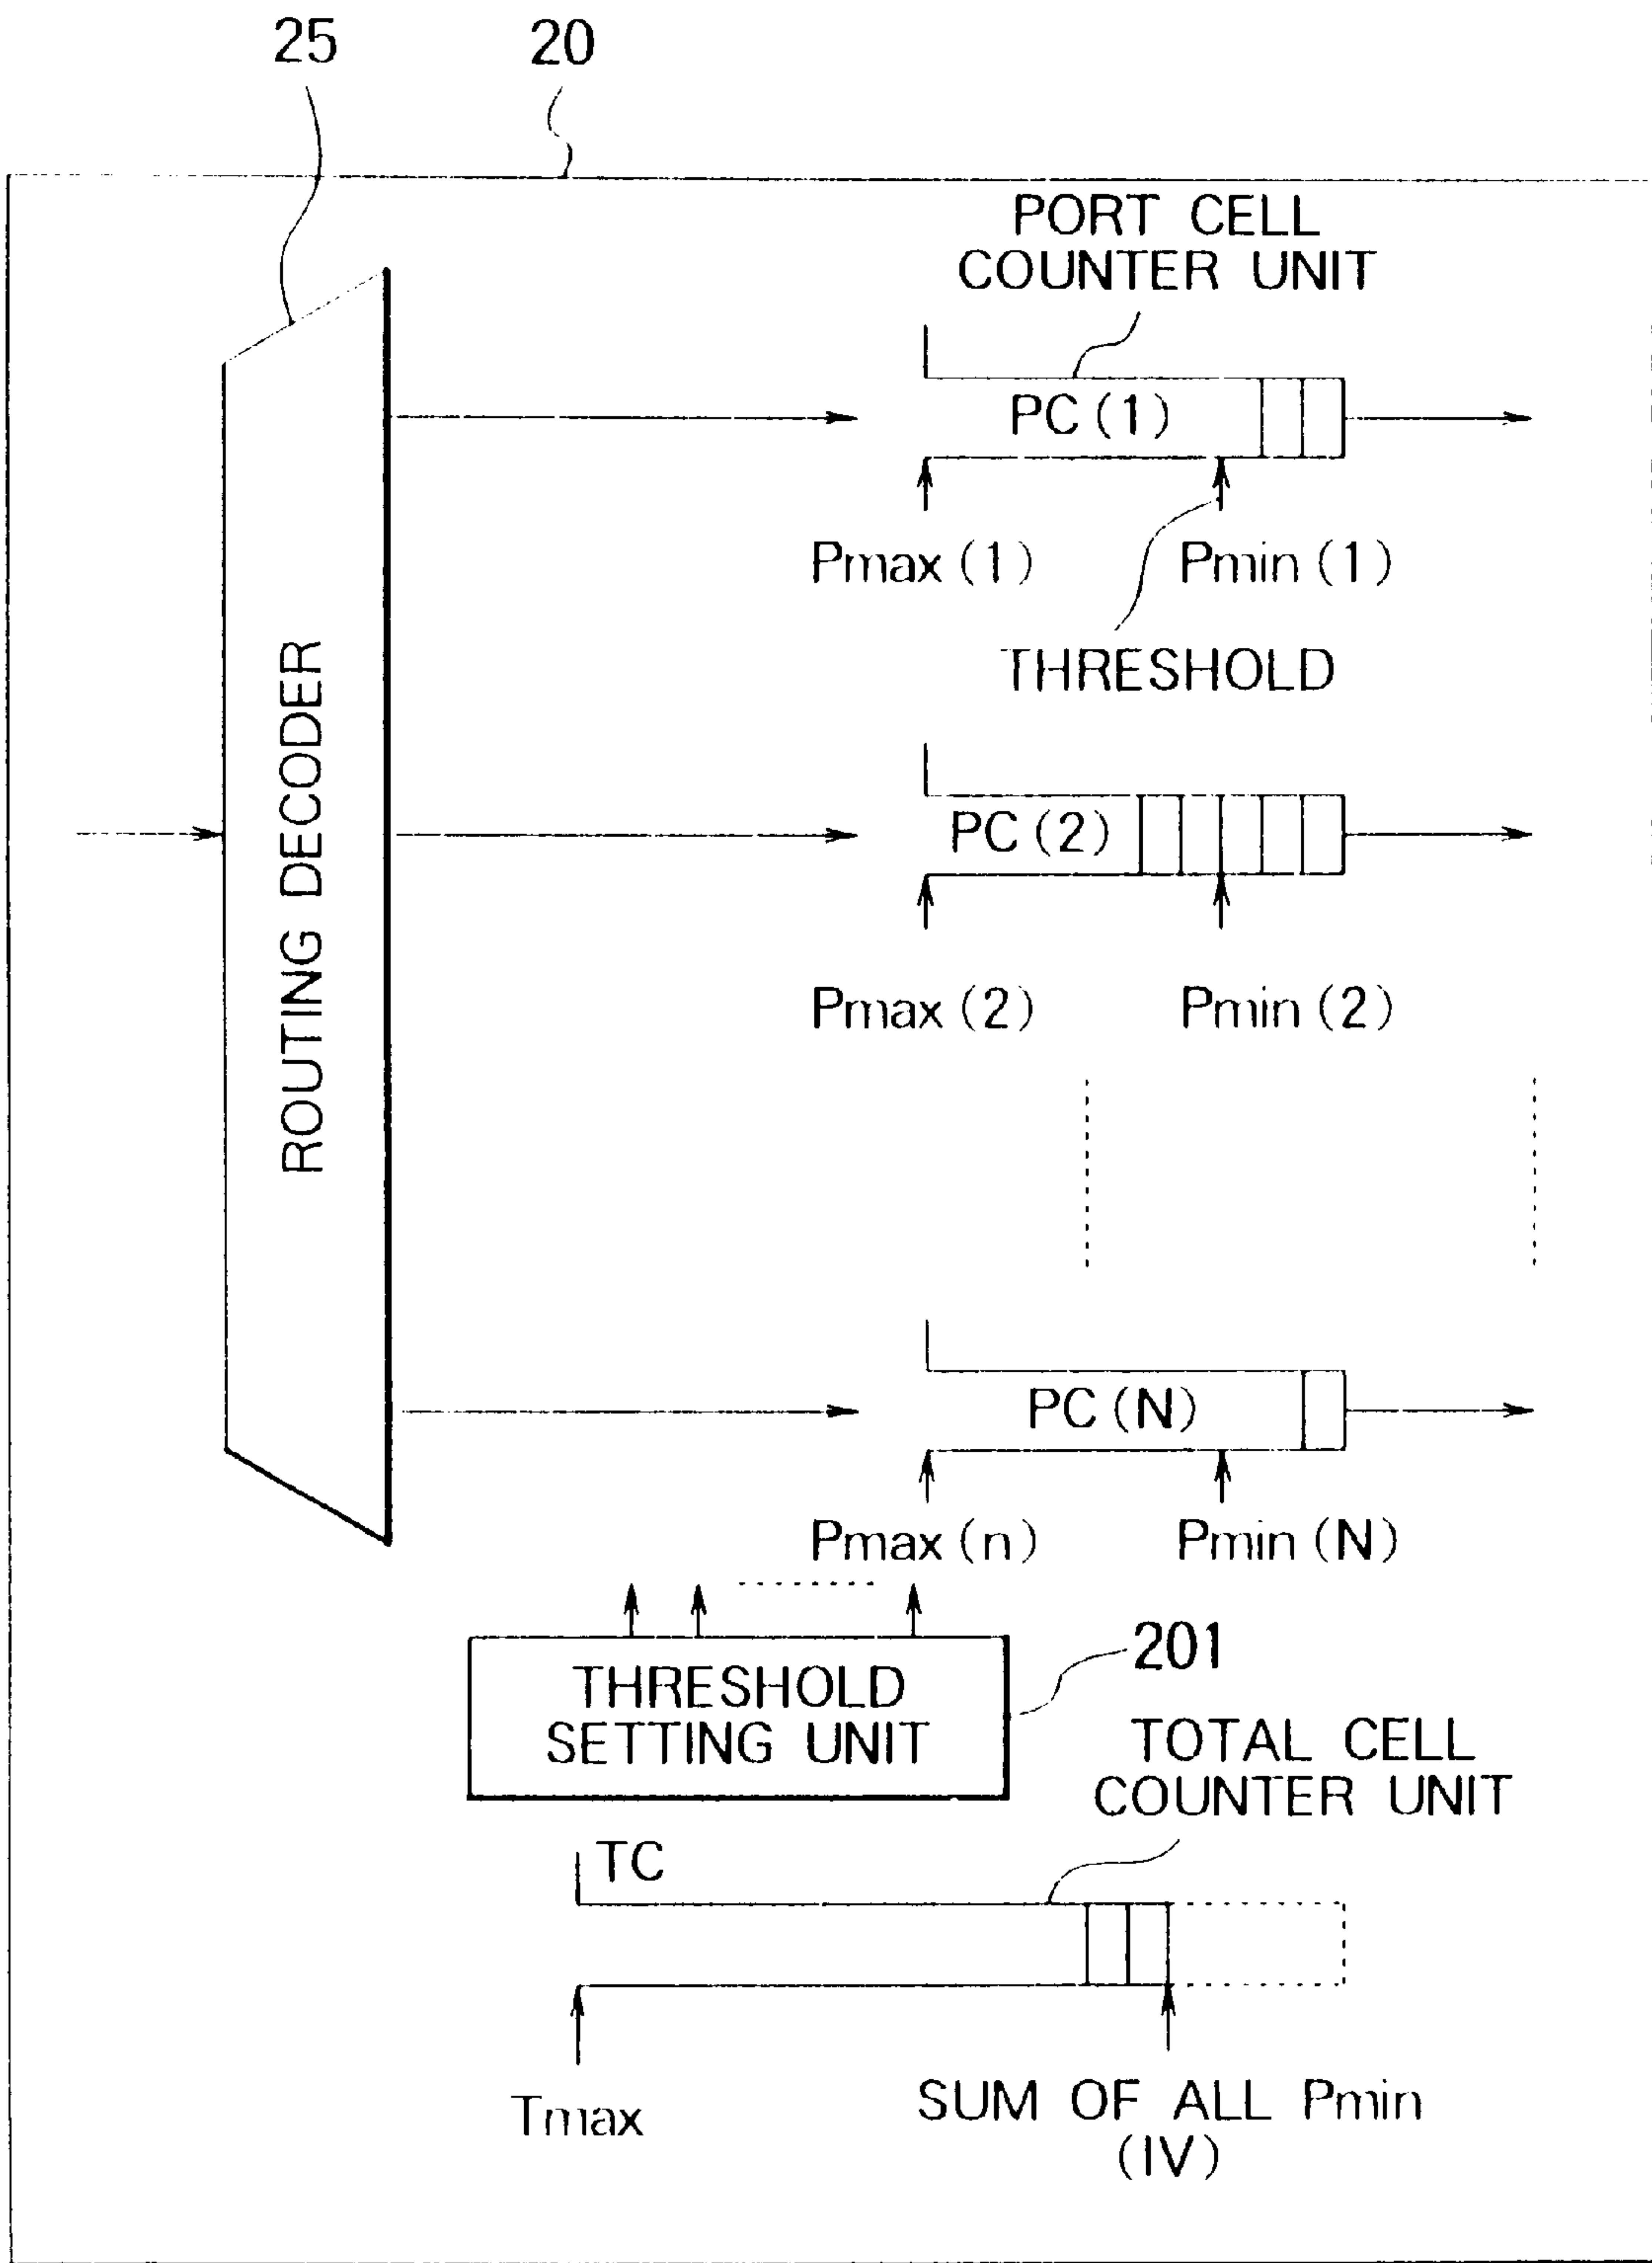 25
20
PORT CELL
COUNTER UNIT
PC (1)
Pmax (1)
Pmin (1)
THRESHOLD
ROUTING DECODER
PC (2)
Pmax (2)
Pmin (2)
PC (N)
Pmax (n)
Pmin (N)
201
THRESHOLD
SETTING UNIT
TOTAL CELL
COUNTER UNIT
TC
Tmax
SUM OF ALL Pmin
(IV)